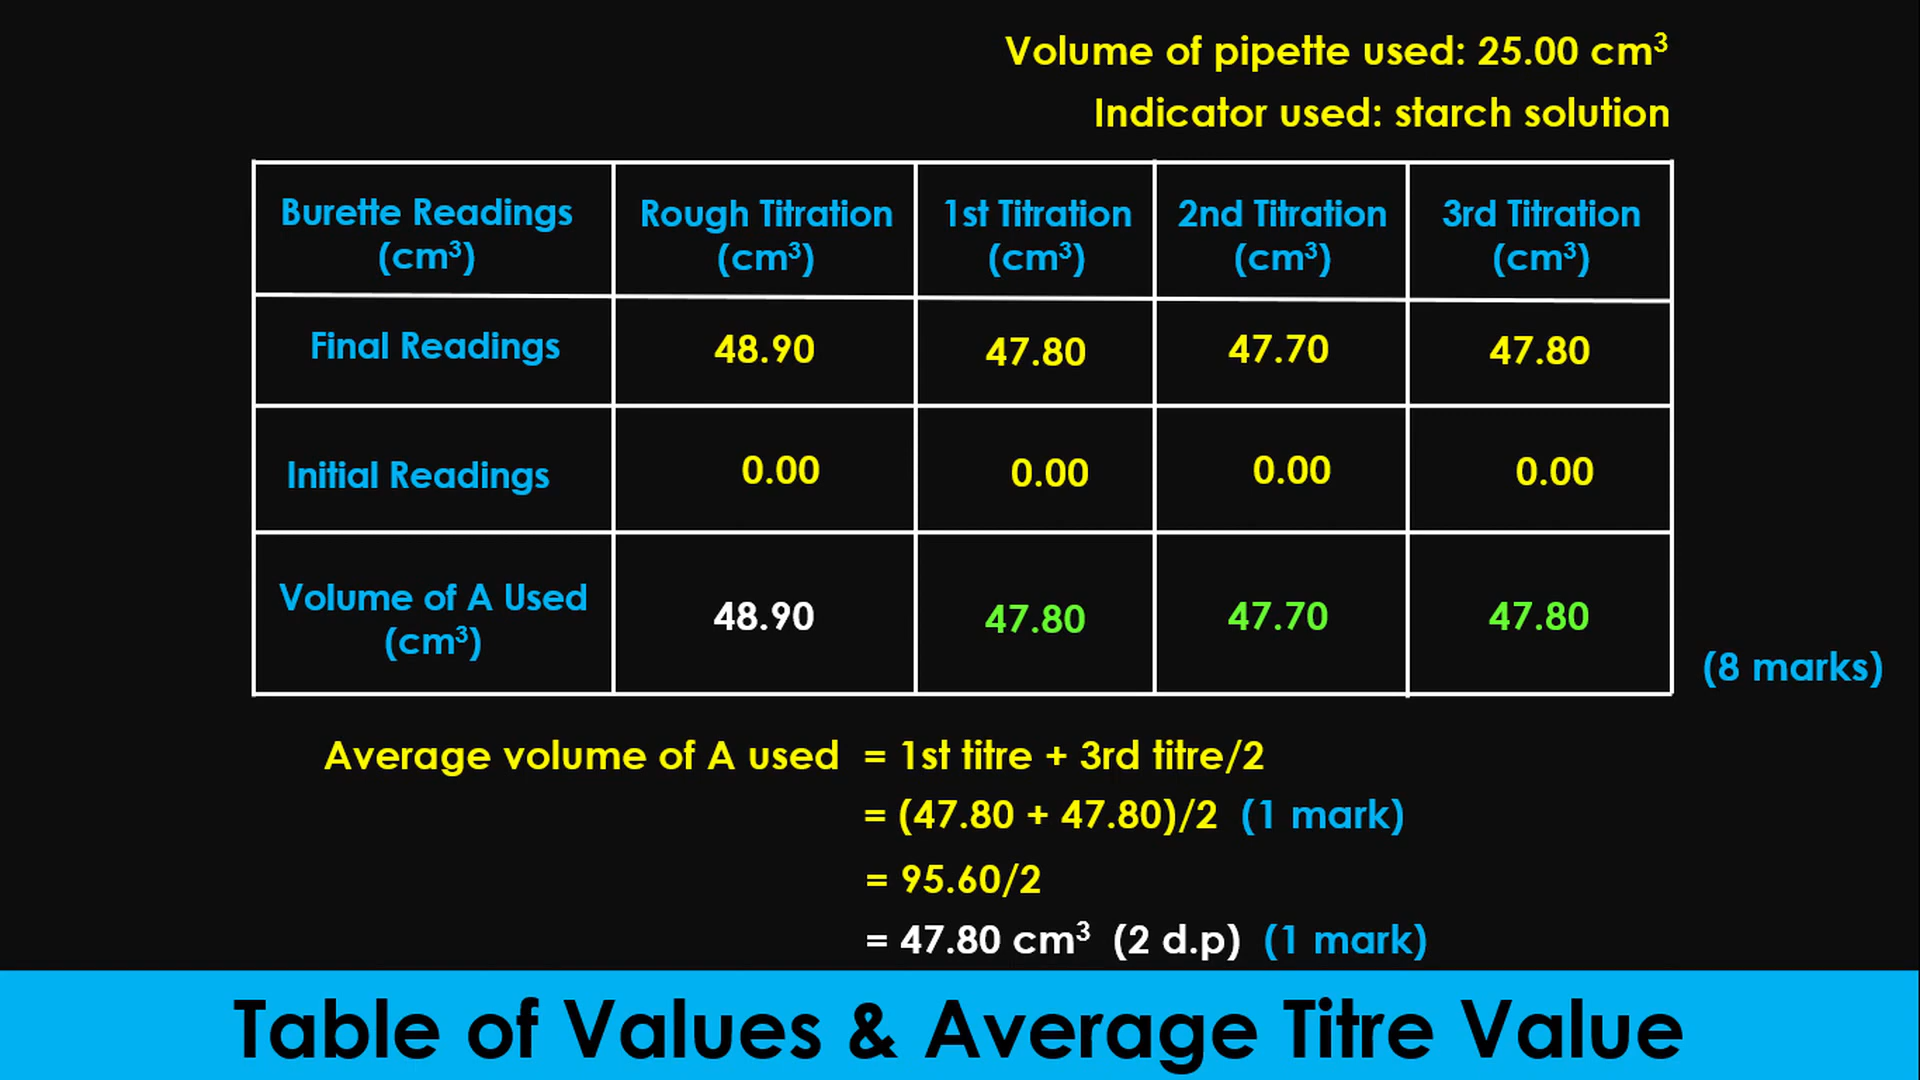 Volume of pipette used: 25.00 cm³
Indicator used: starch solution
Burette Readings (cm³) Rough Titration (cm³) 1st Titration (cm³) 2nd Titration (cm³) 3rd Titration (cm³)
Final Readings 48.90 47.80 47.70 47.80
Initial Readings 0.00 0.00 0.00 0.00
Volume of A Used (cm³) 48.90 47.80 47.70 47.80
(8 marks)
Average volume of A used = 1st titre + 3rd titre/2
= (47.80 + 47.80)/2 (1 mark)
= 95.60/2
= 47.80 cm³ (2 d.p) (1 mark)
Table of Values & Average Titre Value